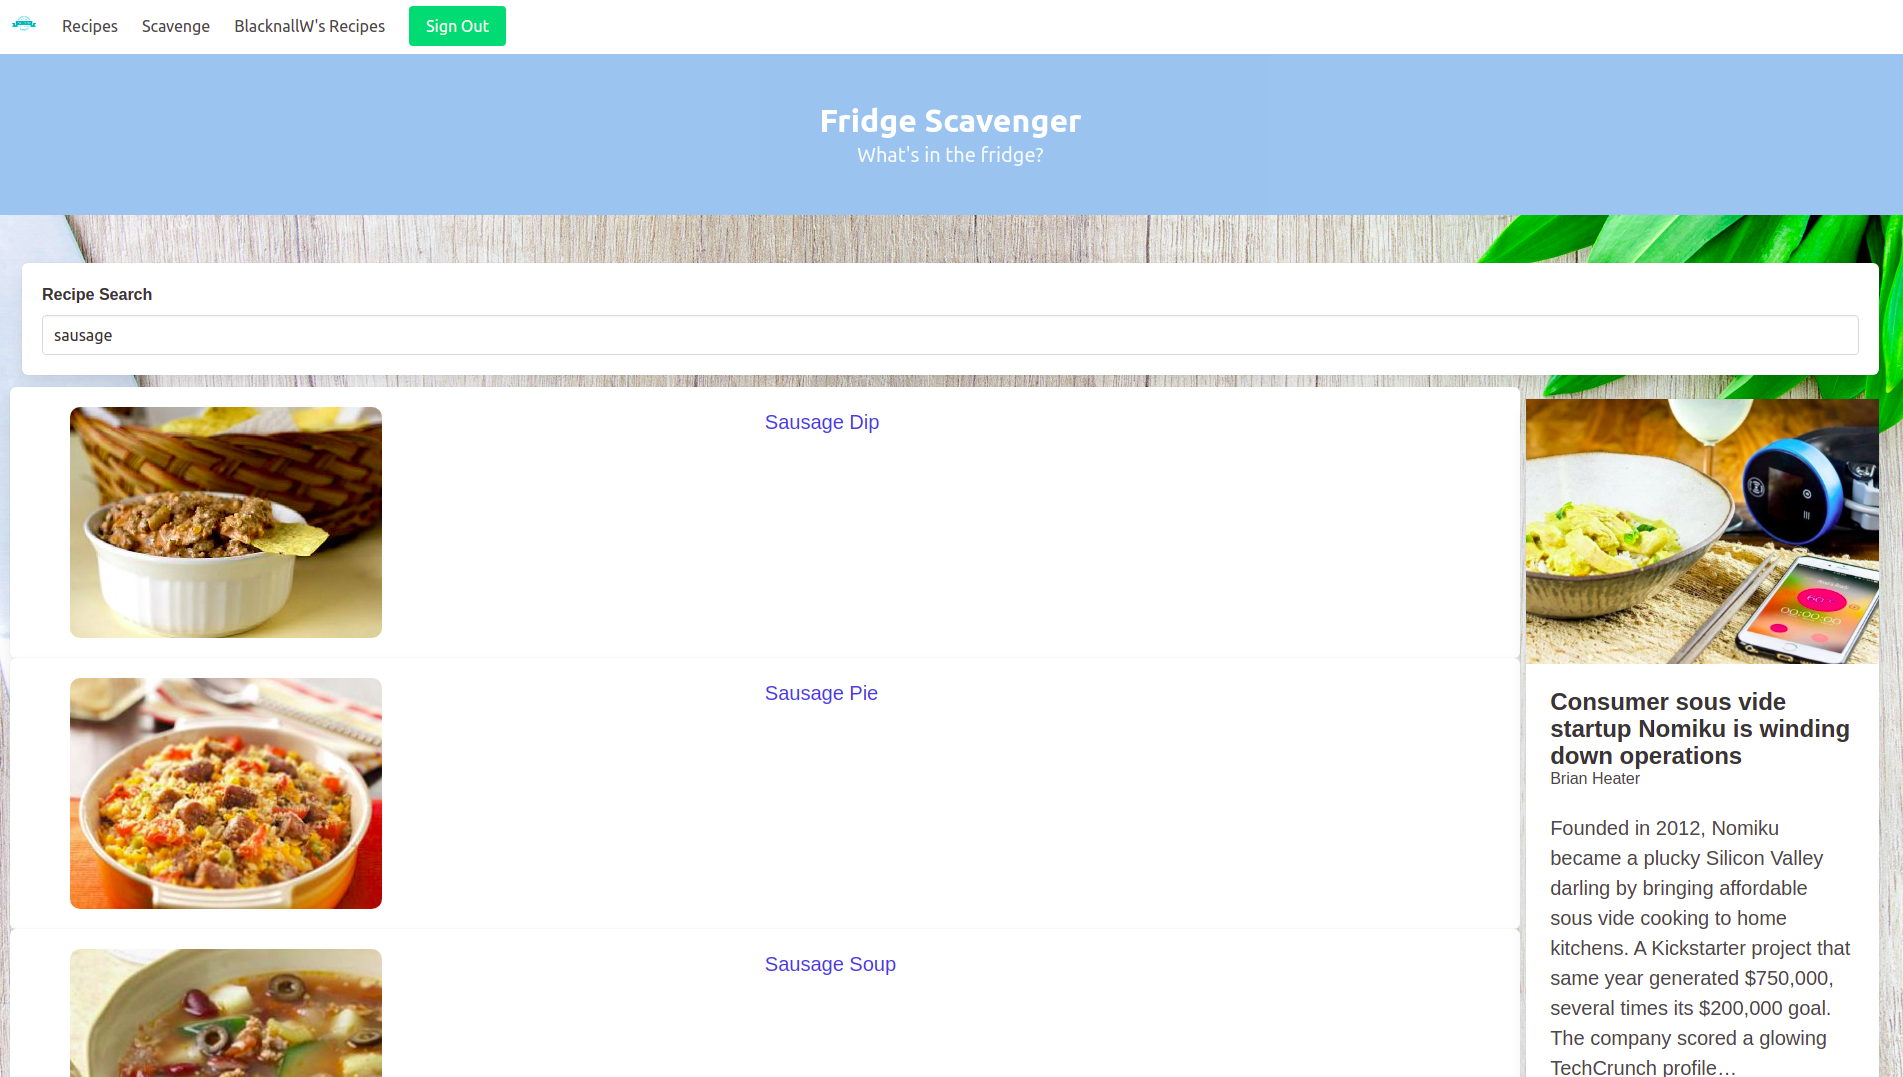 Recipes
Scavenge
BlacknallW's Recipes
Sign Out
Fridge Scavenger
What's in the fridge?
Recipe Search
sausage
Sausage Dip
Sausage Pie
Sausage Soup
00:00:00
Consumer sous vide
startup Nomiku is winding
down operations
Brian Heater
Founded in 2012, Nomiku
became a plucky Silicon Valley
darling by bringing affordable
sous vide cooking to home
kitchens. A Kickstarter project that
same year generated $750,000,
several times its $200,000 goal.
The company scored a glowing
TechCrunch profile…